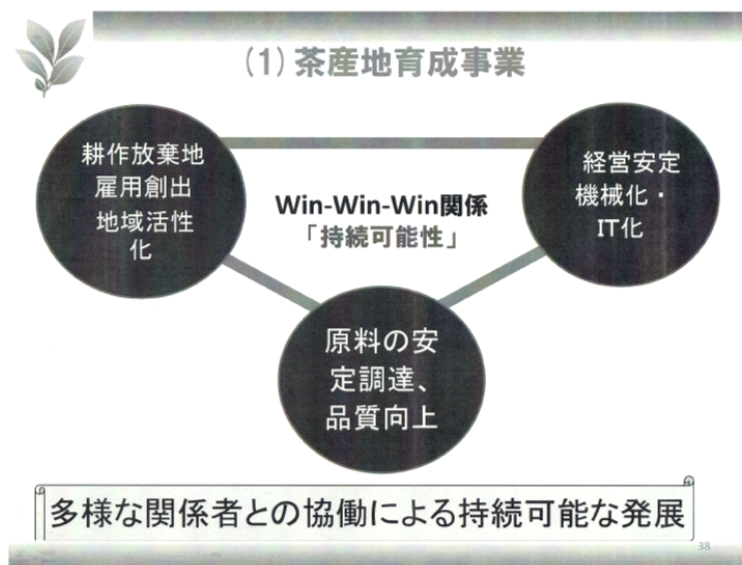 (1) 茶産地育成事業
耕作放棄地
雇用創出
地域活性
化
経営安定
機械化・
IT化
Win-Win-Win関係
「持続可能性」
原料の安
定調達、
品質向上
多様な関係者との協働による持続可能な発展
38